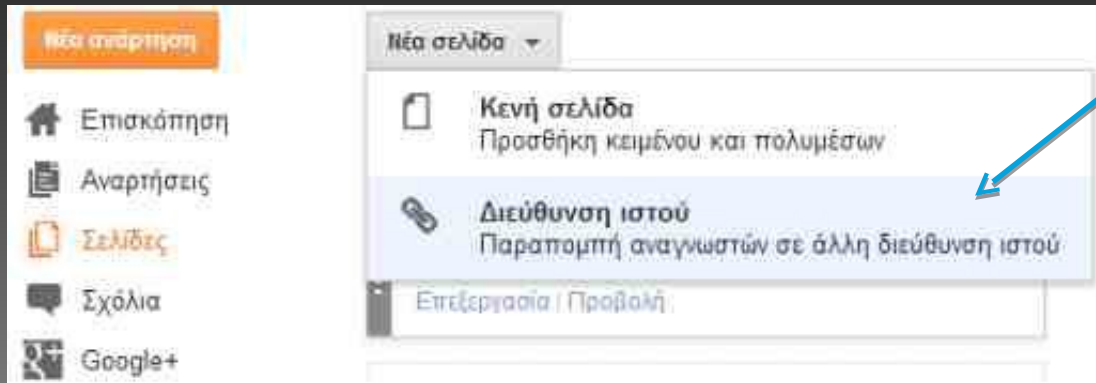 Νέα ανάρτηση
Επισκόπηση
Αναρτήσεις
Σελίδες
Σχόλια
Google+
Νέα σελίδα
Κενή σελίδα
Προσθήκη κειμένου και πολυμέσων
Διεύθυνση ιστού
Παραπομπή αναγνωστών σε άλλη διεύθυνση ιστού
Επεξεργασία | Προβολή